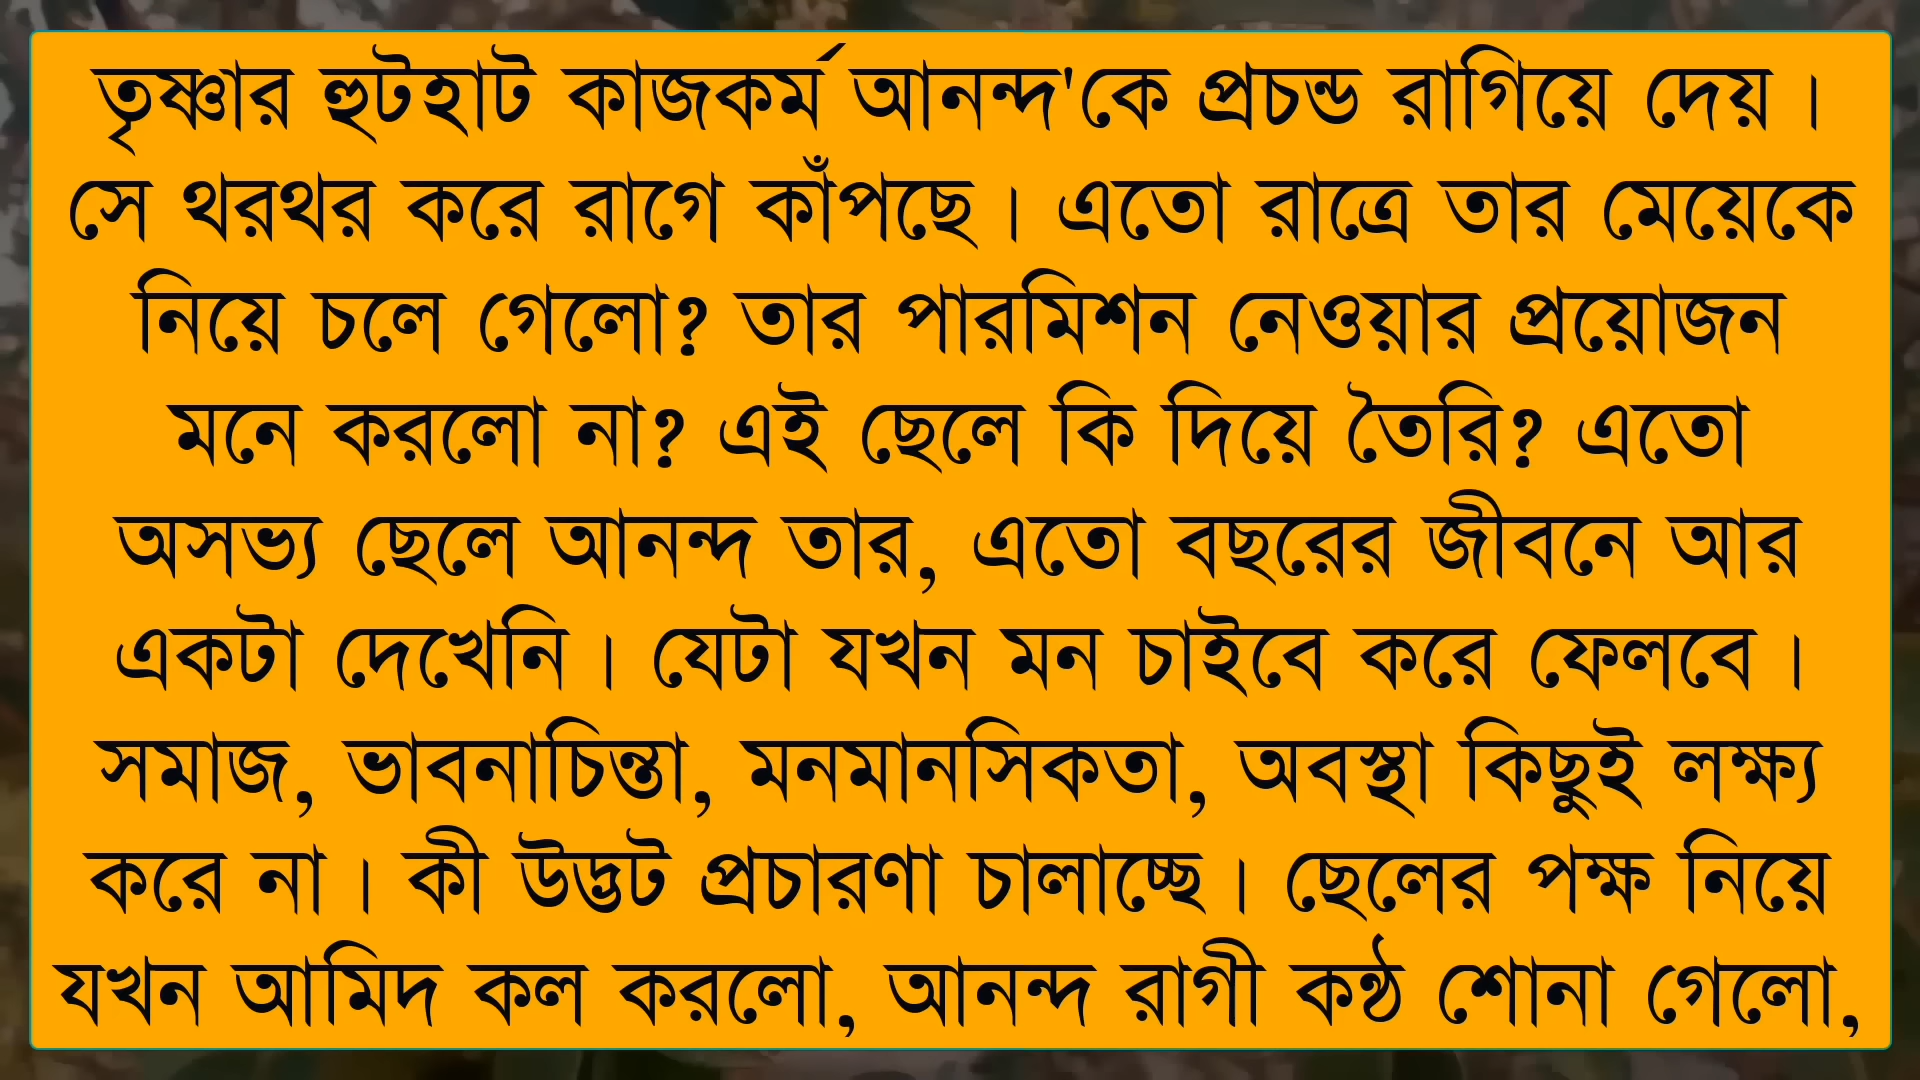 তৃষ্ণার হুটহাট কাজকর্ম আনন্দ'কে প্রচন্ড রাগিয়ে দেয়।
সে থরথর করে রাগে কাঁপছে। এতো রাত্রে তার মেয়েকে
নিয়ে চলে গেলো? তার পারমিশন নেওয়ার প্রয়োজন
মনে করলো না? এই ছেলে কি দিয়ে তৈরি? এতো
অসভ্য ছেলে আনন্দ তার, এতো বছরের জীবনে আর
একটা দেখেনি। যেটা যখন মন চাইবে করে ফেলবে।
সমাজ, ভাবনাচিন্তা, মনমানসিকতা, অবস্থা কিছুই লক্ষ্য
করে না। কী উদ্ভট প্রচারণা চালাচ্ছে। ছেলের পক্ষ নিয়ে
যখন আমিদ কল করলো, আনন্দ রাগী কন্ঠ শোনা গেলো,